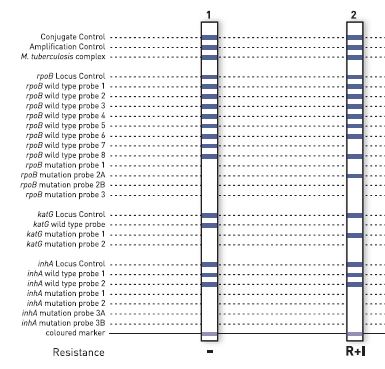 1 2
Conjugate Control
Amplification Control
M. tuberculosis complex
rpoB Locus Control
rpoB wild type probe 1
rpoB wild type probe 2
rpoB wild type probe 3
rpoB wild type probe 4
rpoB wild type probe 5
rpoB wild type probe 6
rpoB wild type probe 7
rpoB wild type probe 8
rpoB mutation probe 1
rpoB mutation probe 2A
rpoB mutation probe 2B
rpoB mutation probe 3
katG Locus Control
katG wild type probe
katG mutation probe 1
katG mutation probe 2
inhA Locus Control
inhA wild type probe 1
inhA wild type probe 2
inhA mutation probe 1
inhA mutation probe 2
inhA mutation probe 3A
inhA mutation probe 3B
coloured marker
Resistance - R+I